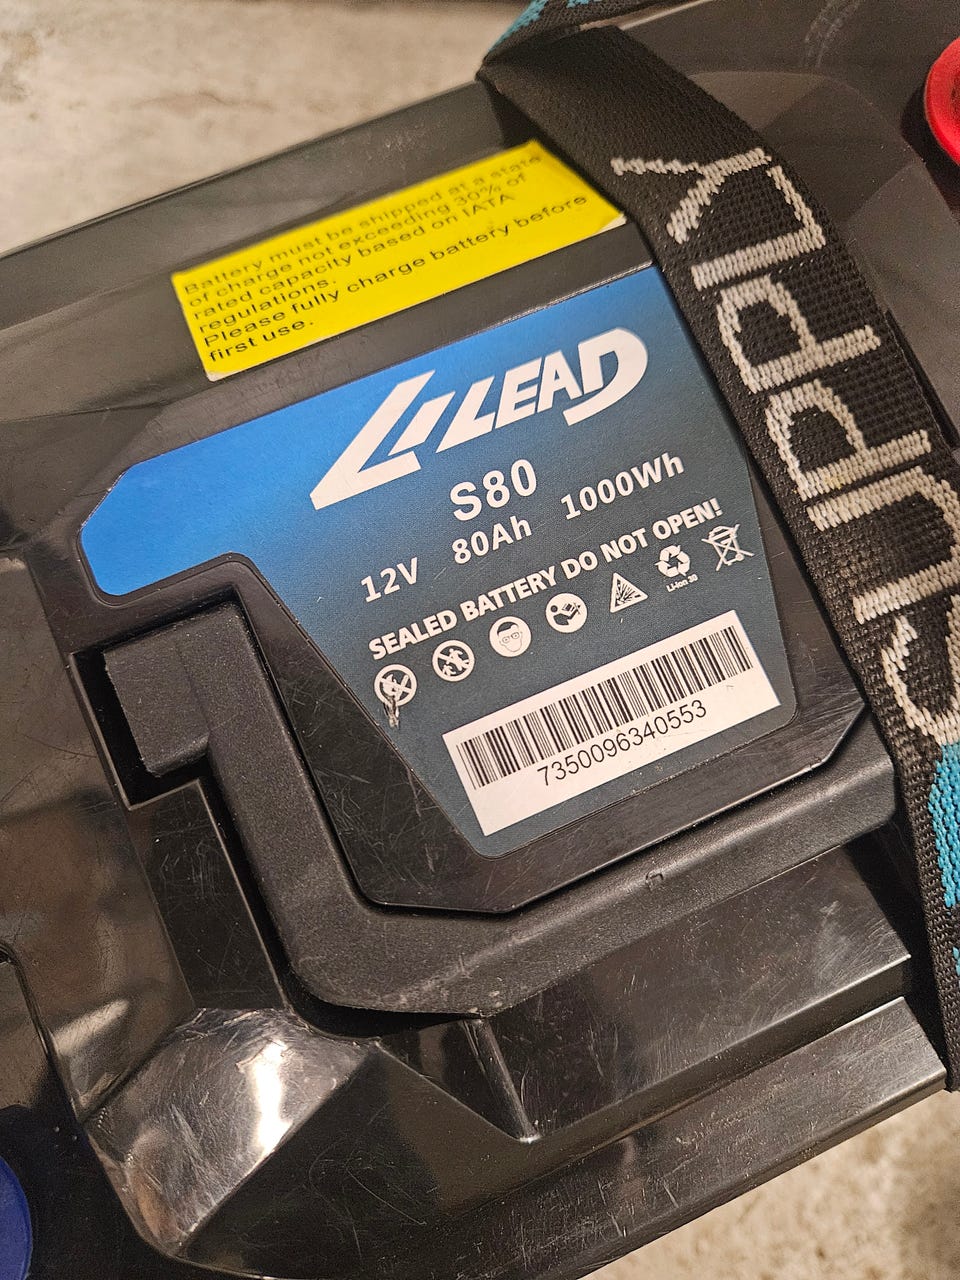 Battery must be shipped at a state
of charge not exceeding 30% of
rated capacity based on IATA
regulations.
Please fully charge battery before
first use.
LILEAD
S80
12V 80Ah 1000Wh
SEALED BATTERY DO NOT OPEN!
Li-ion 20
7350096340553
SUPPLY